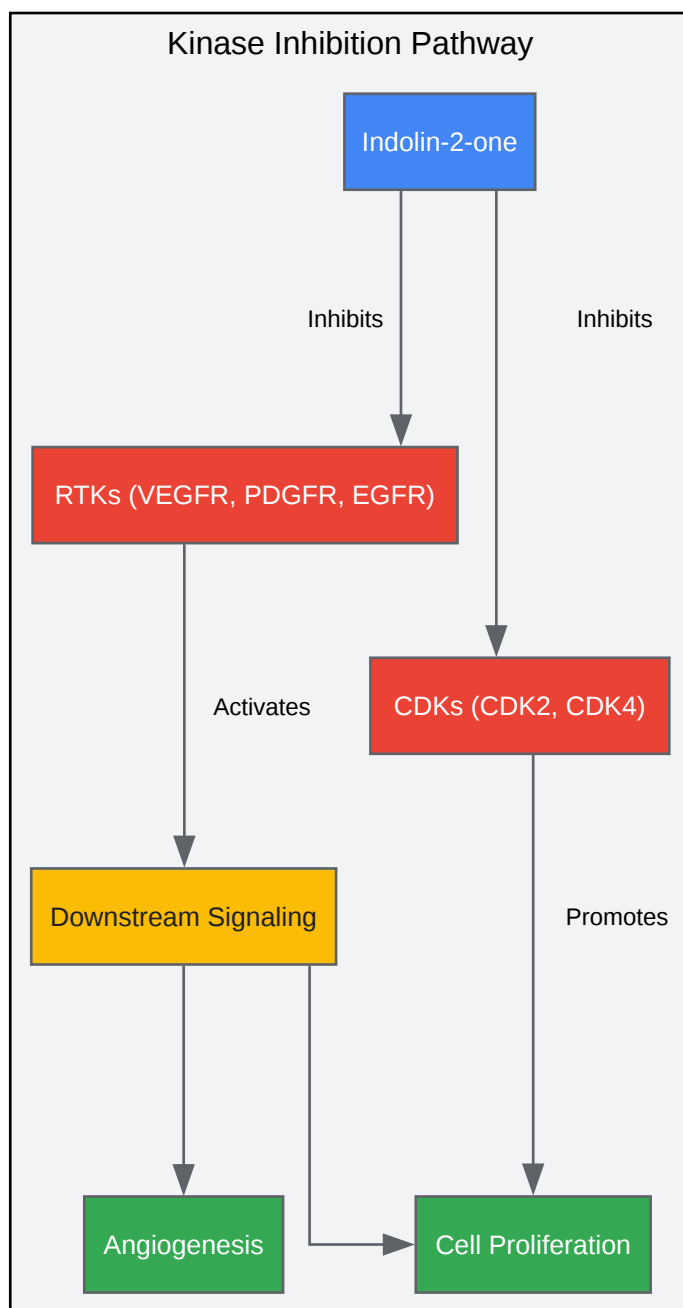 Kinase Inhibition Pathway
Indolin-2-one
Inhibits
Inhibits
RTKs (VEGFR, PDGFR, EGFR)
CDKs (CDK2, CDK4)
Activates
Downstream Signaling
Promotes
Angiogenesis
Cell Proliferation